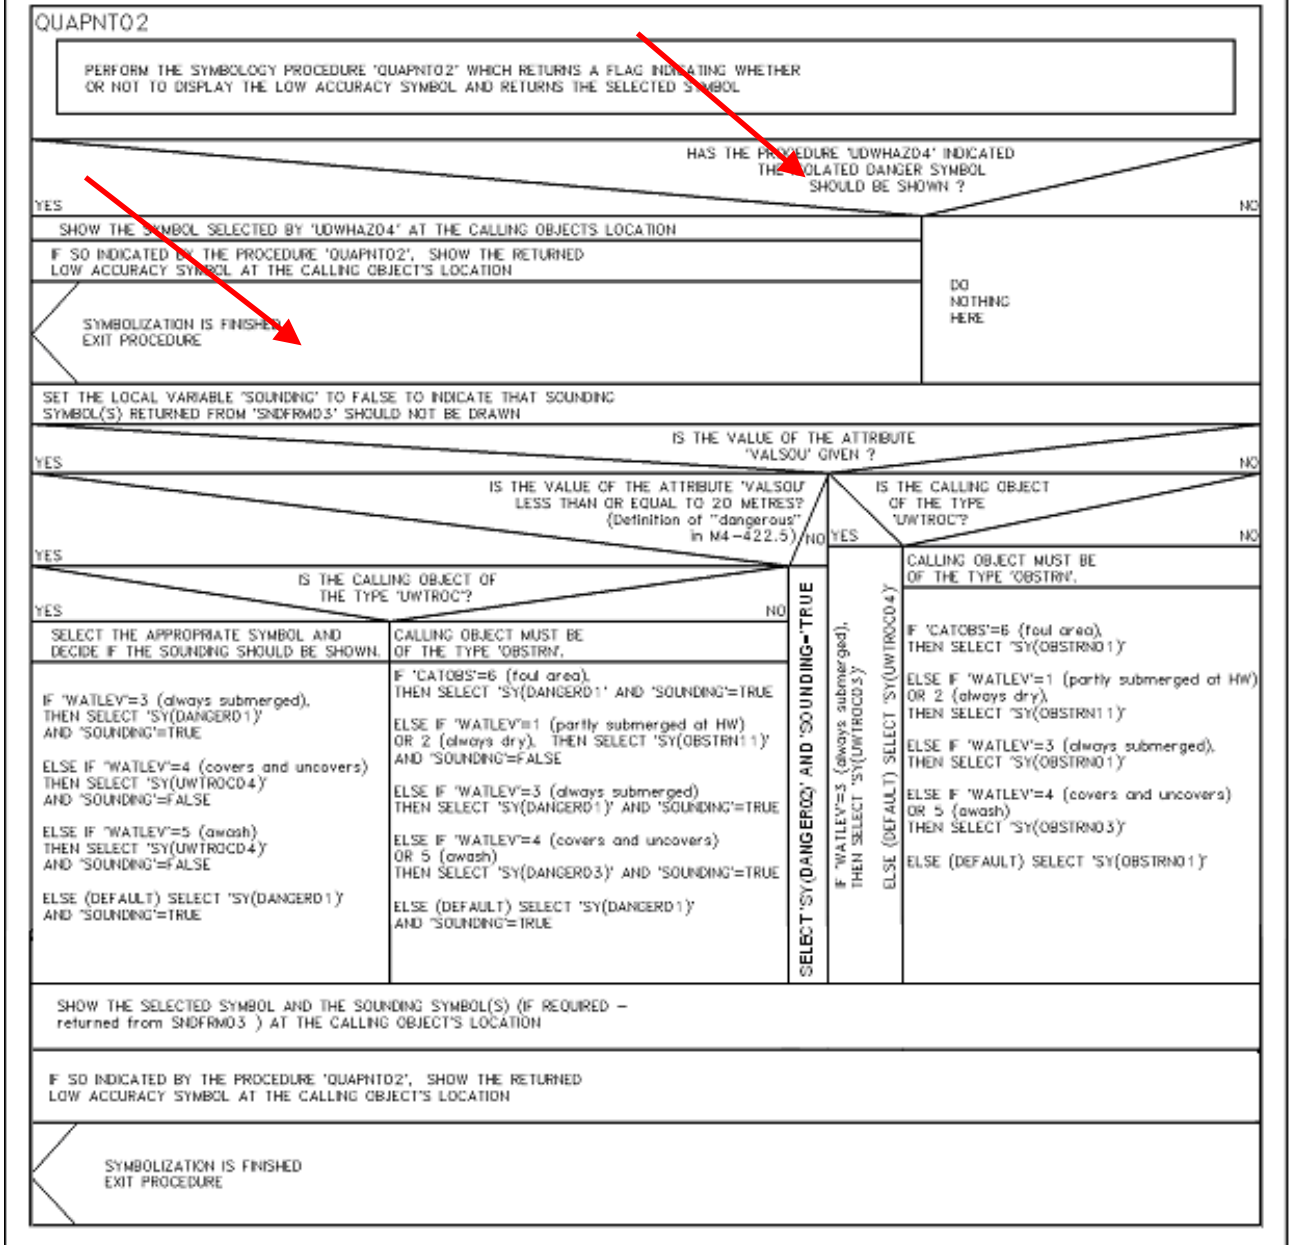 QUAPNT02
PERFORM THE SYMBOLOGY PROCEDURE 'QUAPNT02' WHICH RETURNS A FLAG INDICATING WHETHER
OR NOT TO DISPLAY THE LOW ACCURACY SYMBOL AND RETURNS THE SELECTED SYMBOL
HAS THE PROCEDURE 'UDWHAZ04' INDICATED
THE ISOLATED DANGER SYMBOL
SHOULD BE SHOWN ?
YES
NO
SHOW THE SYMBOL SELECTED BY 'UDWHAZ04' AT THE CALLING OBJECTS LOCATION
IF SO INDICATED BY THE PROCEDURE 'QUAPNT02', SHOW THE RETURNED
LOW ACCURACY SYMBOL AT THE CALLING OBJECT'S LOCATION
SYMBOLIZATION IS FINISHED
EXIT PROCEDURE
DO
NOTHING
HERE
SET THE LOCAL VARIABLE 'SOUNDING' TO FALSE TO INDICATE THAT SOUNDING
SYMBOL(S) RETURNED FROM 'SNDFRM03' SHOULD NOT BE DRAWN
IS THE VALUE OF THE ATTRIBUTE
'VALSOU' GIVEN ?
YES
NO
IS THE VALUE OF THE ATTRIBUTE 'VALSOU'
LESS THAN OR EQUAL TO 20 METRES?
(Definition of "dangerous"
in M4-422.5)
YES
NO
IS THE CALLING OBJECT
OF THE TYPE
'UWTROC'?
YES
NO
IS THE CALLING OBJECT OF
THE TYPE 'UWTROC'?
YES
NO
SELECT THE APPROPRIATE SYMBOL AND
DECIDE IF THE SOUNDING SHOULD BE SHOWN.
IF 'WATLEV'=3 (always submerged),
THEN SELECT 'SY(DANGER01)'
AND 'SOUNDING'=TRUE
ELSE IF 'WATLEV'=4 (covers and uncovers)
THEN SELECT 'SY(UWTROC04)'
AND 'SOUNDING'=FALSE
ELSE IF 'WATLEV'=5 (awash)
THEN SELECT 'SY(UWTROC04)'
AND 'SOUNDING'=FALSE
ELSE (DEFAULT) SELECT 'SY(DANGER01)'
AND 'SOUNDING'=TRUE
CALLING OBJECT MUST BE
OF THE TYPE 'OBSTRN'.
IF 'CATOBS'=6 (foul area),
THEN SELECT 'SY(DANGER01' AND 'SOUNDING'=TRUE
ELSE IF 'WATLEV'=1 (partly submerged at HW)
OR 2 (always dry), THEN SELECT 'SY(OBSTRN11)'
AND 'SOUNDING'=FALSE
ELSE IF 'WATLEV'=3 (always submerged)
THEN SELECT 'SY(DANGER01)' AND 'SOUNDING'=TRUE
ELSE IF 'WATLEV'=4 (covers and uncovers)
OR 5 (awash)
THEN SELECT 'SY(DANGER03)' AND 'SOUNDING'=TRUE
ELSE (DEFAULT) SELECT 'SY(DANGER01)'
AND 'SOUNDING'=TRUE
SELECT 'SY(DANGER02)' AND 'SOUNDING='TRUE
IF 'WATLEV'=3 (always submerged),
THEN SELECT 'SY(UWTROC03)'
ELSE (DEFAULT) SELECT 'SY(UWTROC04)'
CALLING OBJECT MUST BE
OF THE TYPE 'OBSTRN'.
IF 'CATOBS'=6 (foul area),
THEN SELECT 'SY(OBSTRN01)'
ELSE IF 'WATLEV'=1 (partly submerged at HW)
OR 2 (always dry),
THEN SELECT 'SY(OBSTRN11)'
ELSE IF 'WATLEV'=3 (always submerged),
THEN SELECT 'SY(OBSTRN01)'
ELSE IF 'WATLEV'=4 (covers and uncovers)
OR 5 (awash)
THEN SELECT 'SY(OBSTRN03)'
ELSE (DEFAULT) SELECT 'SY(OBSTRN01)'
SHOW THE SELECTED SYMBOL AND THE SOUNDING SYMBOL(S) (IF REQUIRED –
returned from SNDFRM03 ) AT THE CALLING OBJECT'S LOCATION
IF SO INDICATED BY THE PROCEDURE 'QUAPNT02', SHOW THE RETURNED
LOW ACCURACY SYMBOL AT THE CALLING OBJECT'S LOCATION
SYMBOLIZATION IS FINISHED
EXIT PROCEDURE